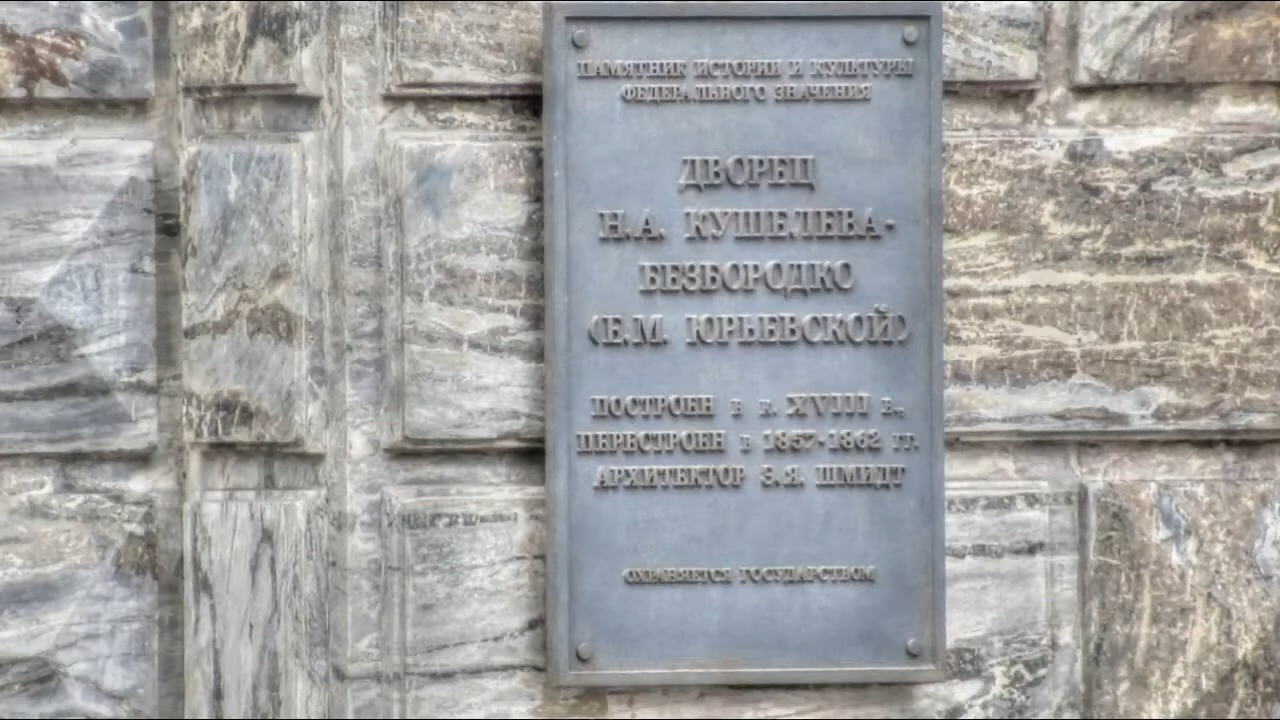 ПАМЯТНИК ИСТОРИИ И КУЛЬТУРЫ
ФЕДЕРАЛЬНОГО ЗНАЧЕНИЯ
ДВОРЕЦ
Н.А. КУШЕЛЕВА-
БЕЗБОРОДКО
(Е.М. ЮРЬЕВСКОЙ)
ПОСТРОЕН В К. XVIII В.,
ПЕРЕСТРОЕН В 1857-1862 ГГ.
АРХИТЕКТОР Э.Я. ШМИДТ
ОХРАНЯЕТСЯ ГОСУДАРСТВОМ